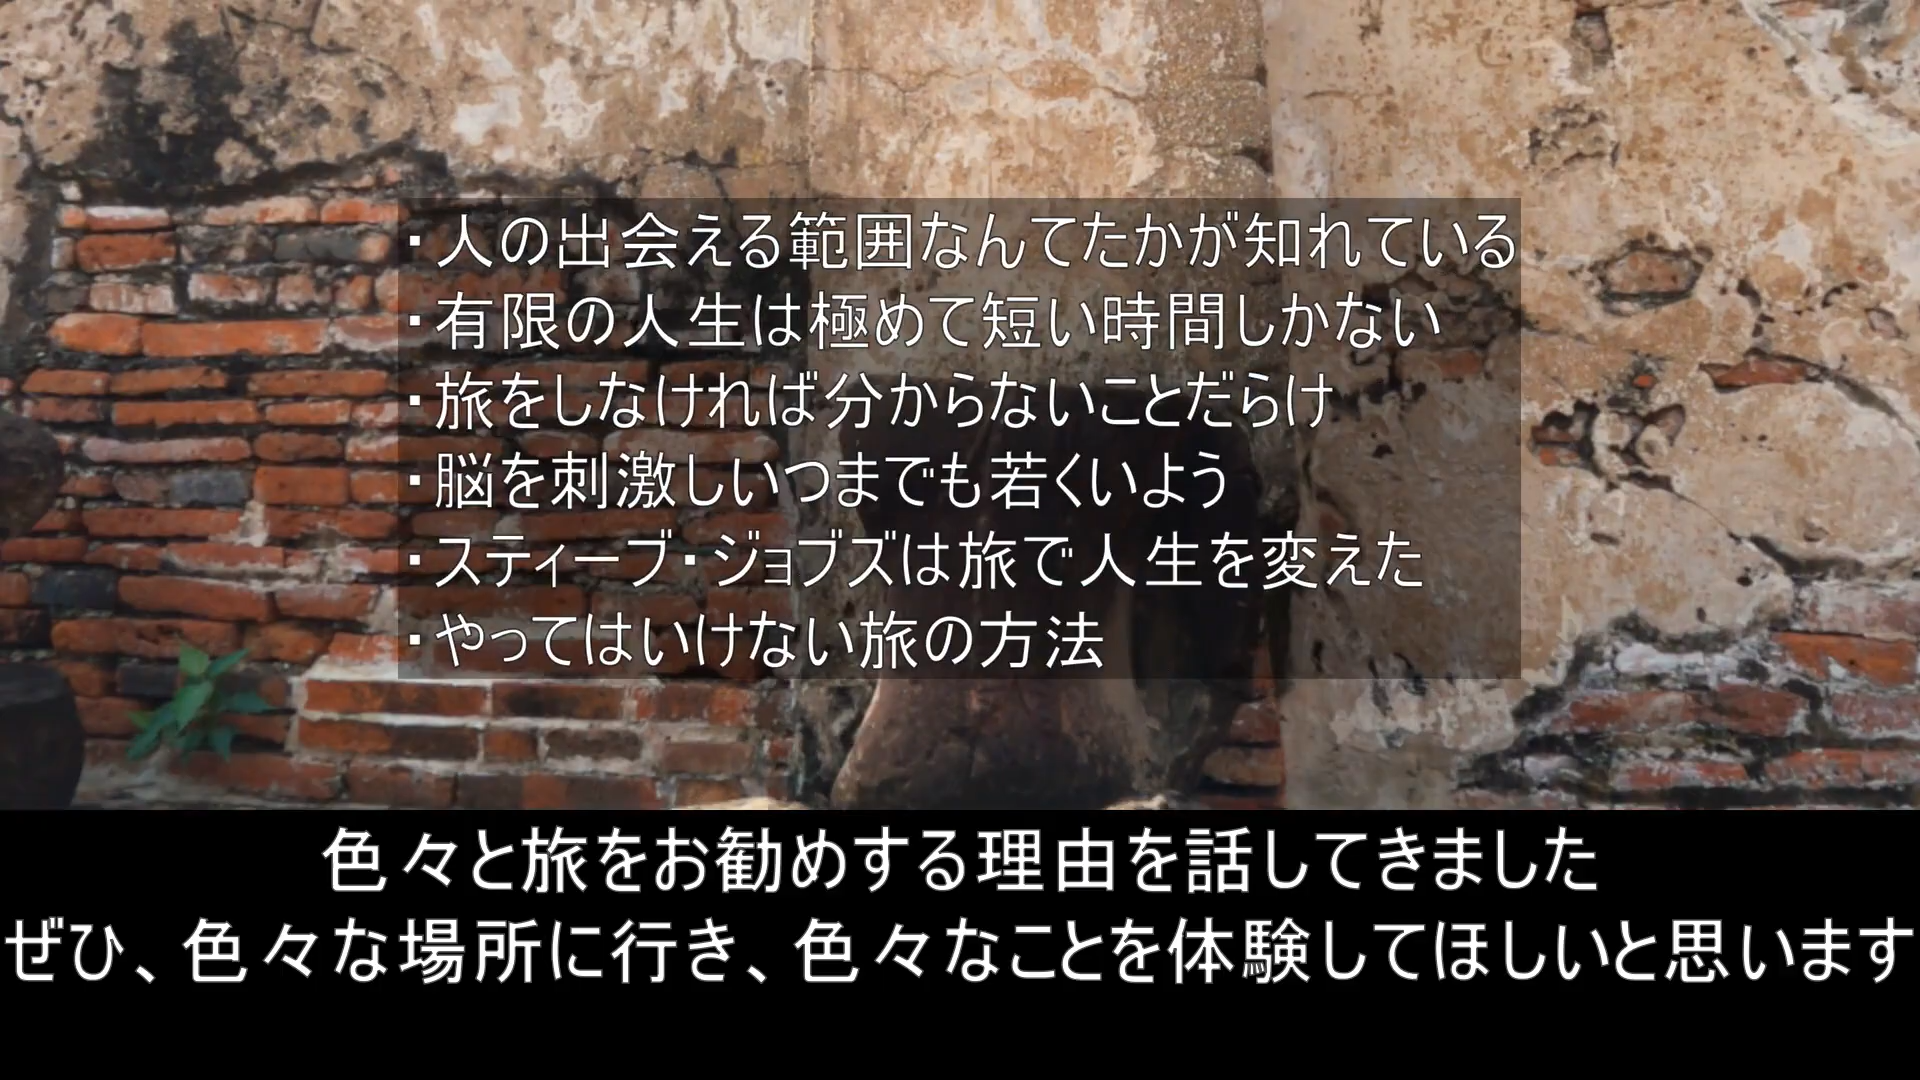 ・人の出会える範囲なんてたかが知れている
・有限の人生は極めて短い時間しかない
・旅をしなければ分からないことだらけ
・脳を刺激しいつまでも若くいよう
・スティーブ・ジョブズは旅で人生を変えた
・やってはいけない旅の方法
色々と旅をお勧めする理由を話してきました
ぜひ、色々な場所に行き、色々なことを体験してほしいと思います